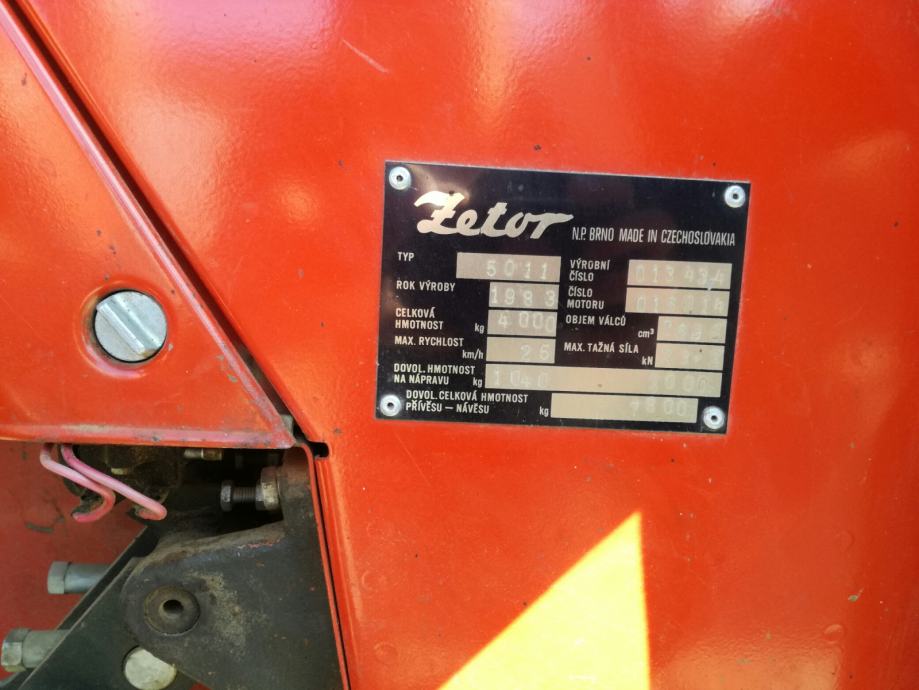 Zetor N.P. BRNO MADE IN CZECHOSLOVAKIA
TYP 5011 VÝROBNÍ ČÍSLO
ROK VÝROBY 1983 ČÍSLO MOTORU
CELKOVÁ HMOTNOST kg 4000 OBJEM VÁLCŮ cm³
MAX. RYCHLOST km/h MAX. TAŽNÁ SÍLA kN
DOVOL. HMOTNOST NA NÁPRAVU kg
DOVOL. CELKOVÁ HMOTNOST
PŘÍVĚSU – NÁVĚSU kg 7800